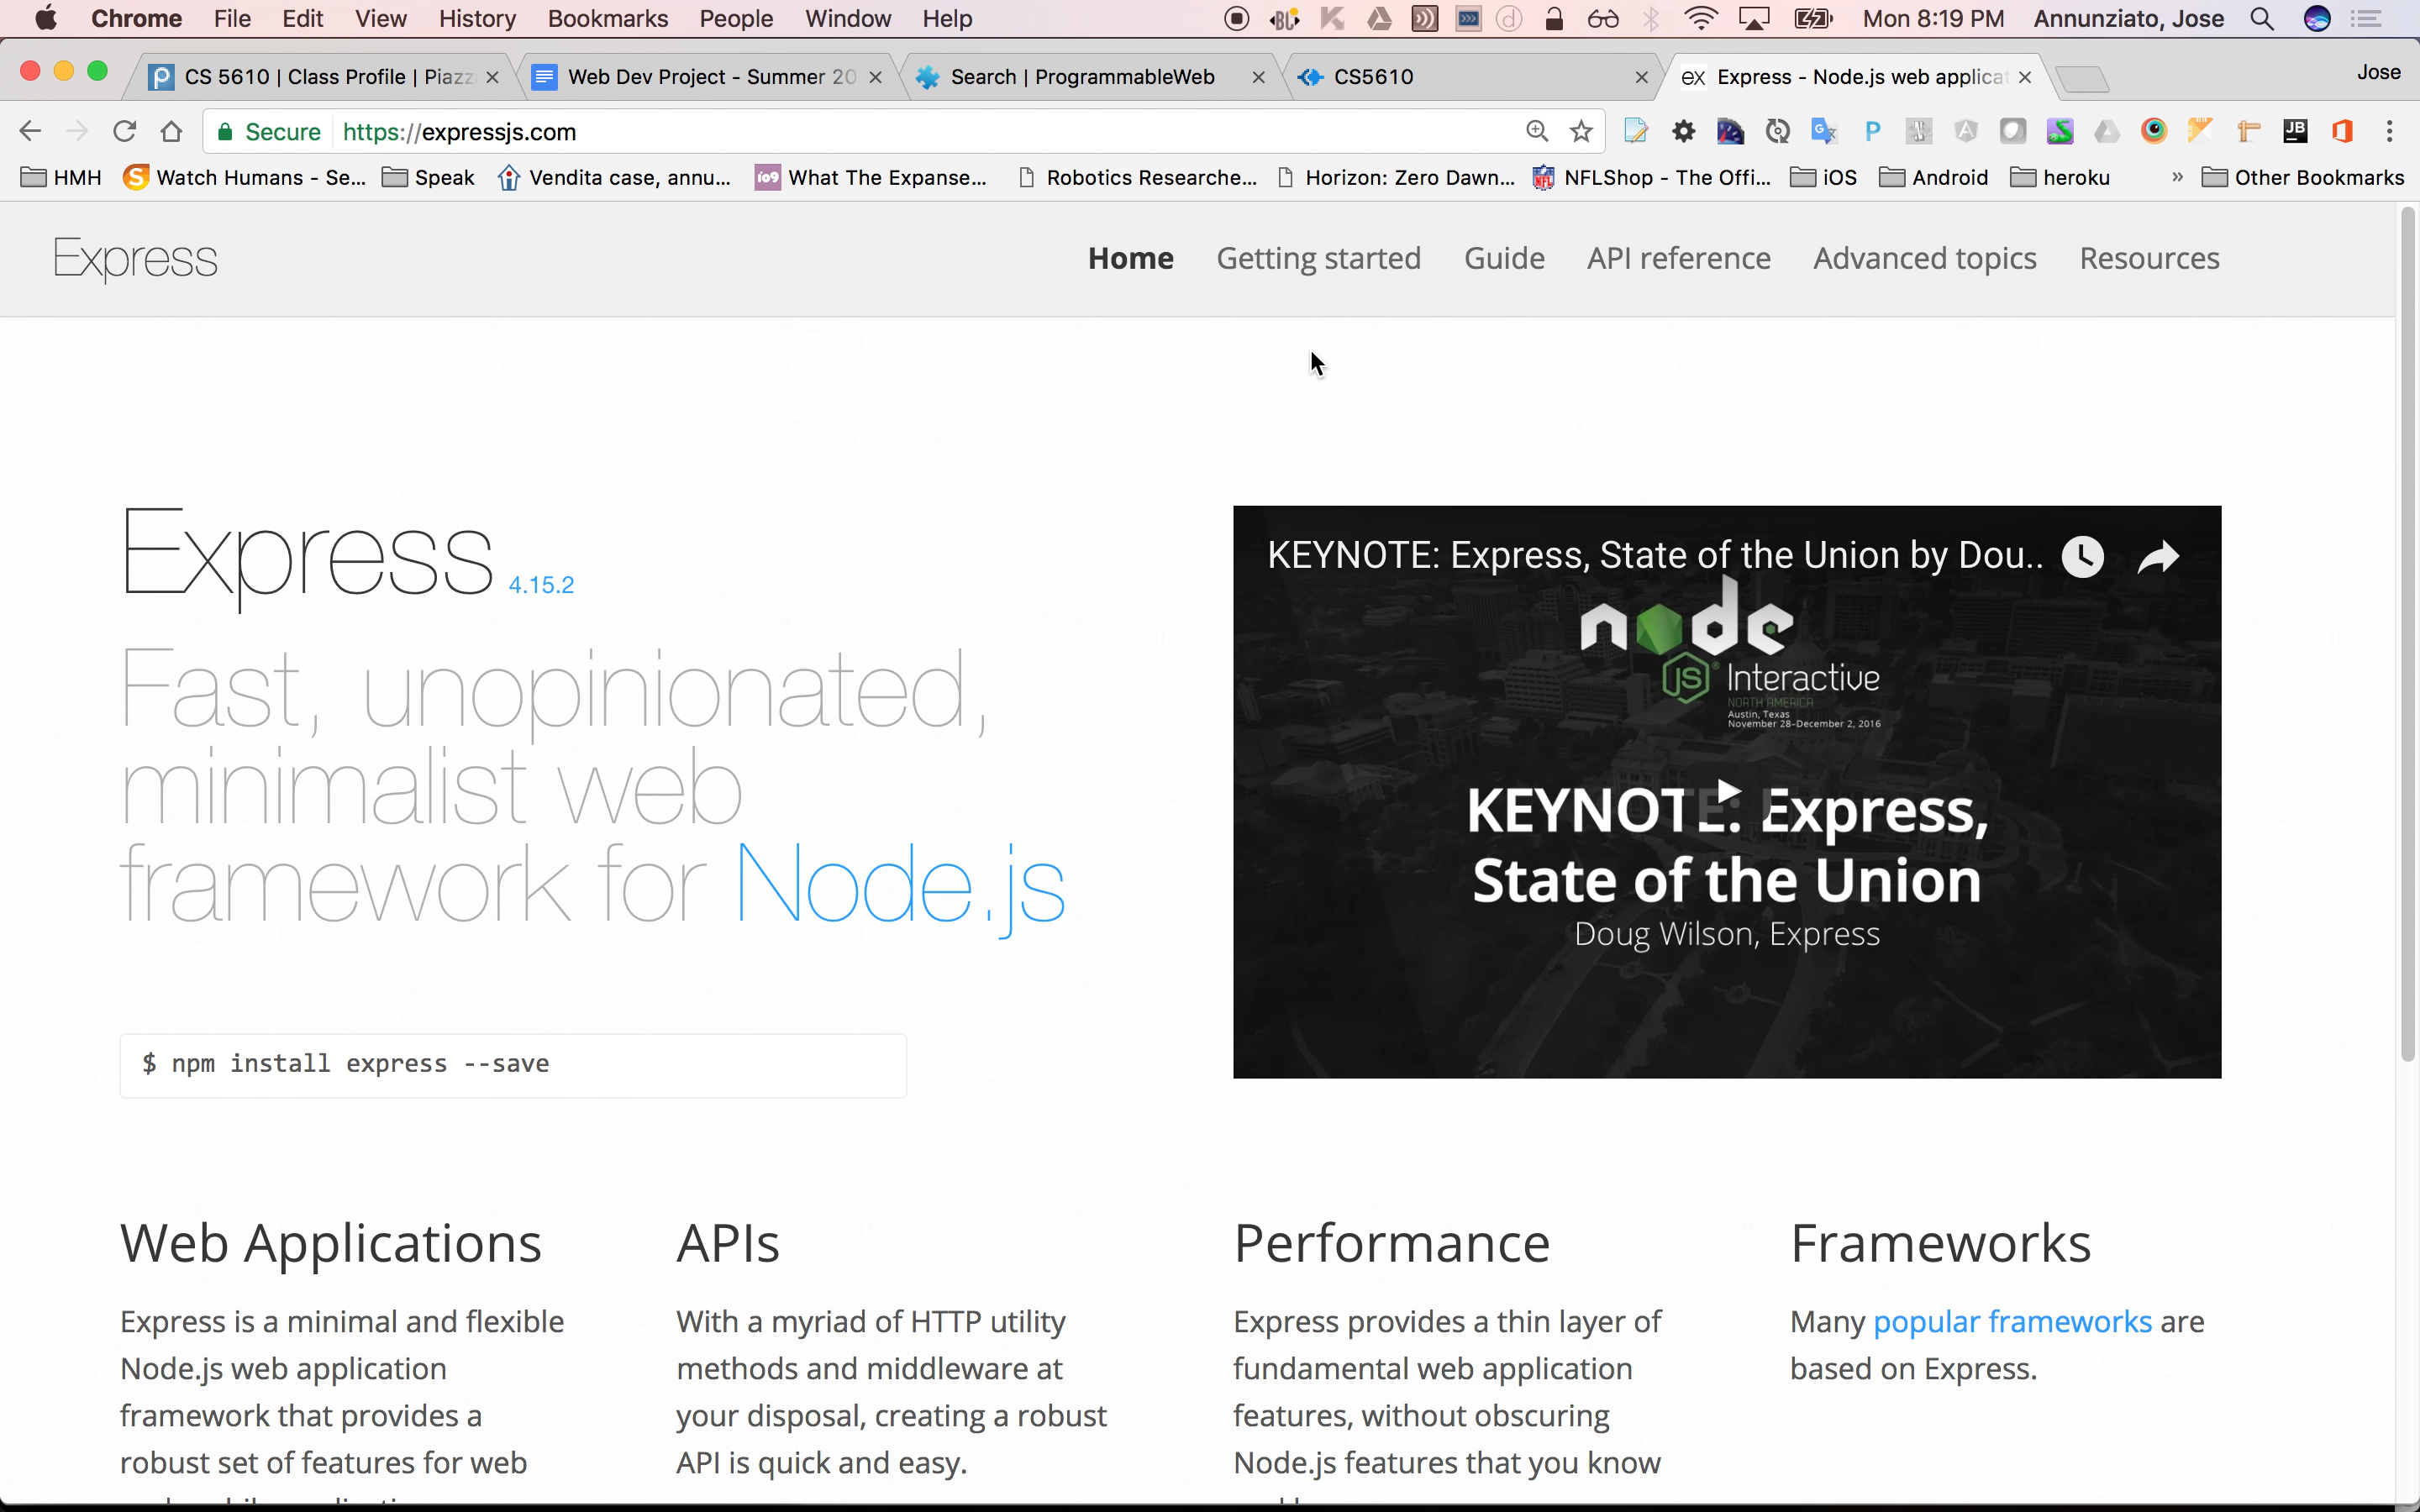 Chrome File Edit View History Bookmarks People Window Help Mon 8:19 PM Annunziato, Jose
CS 5610 | Class Profile | Piazz Web Dev Project - Summer 20 Search | ProgrammableWeb CS5610 ex Express - Node.js web applicat Jose
Secure https://expressjs.com
HMH Watch Humans - Se... Speak Vendita case, annu... io9 What The Expanse... Robotics Researche... Horizon: Zero Dawn... NFLShop - The Offi... iOS Android heroku » Other Bookmarks
Express Home Getting started Guide API reference Advanced topics Resources
Express 4.15.2
Fast, unopinionated,
minimalist web
framework for Node.js
$ npm install express --save
KEYNOTE: Express, State of the Union by Dou..
node
JS Interactive
NORTH AMERICA
Austin, Texas
November 28–December 2, 2016
KEYNOTE: Express,
State of the Union
Doug Wilson, Express
Web Applications
Express is a minimal and flexible
Node.js web application
framework that provides a
robust set of features for web
APIs
With a myriad of HTTP utility
methods and middleware at
your disposal, creating a robust
API is quick and easy.
Performance
Express provides a thin layer of
fundamental web application
features, without obscuring
Node.js features that you know
Frameworks
Many popular frameworks are
based on Express.